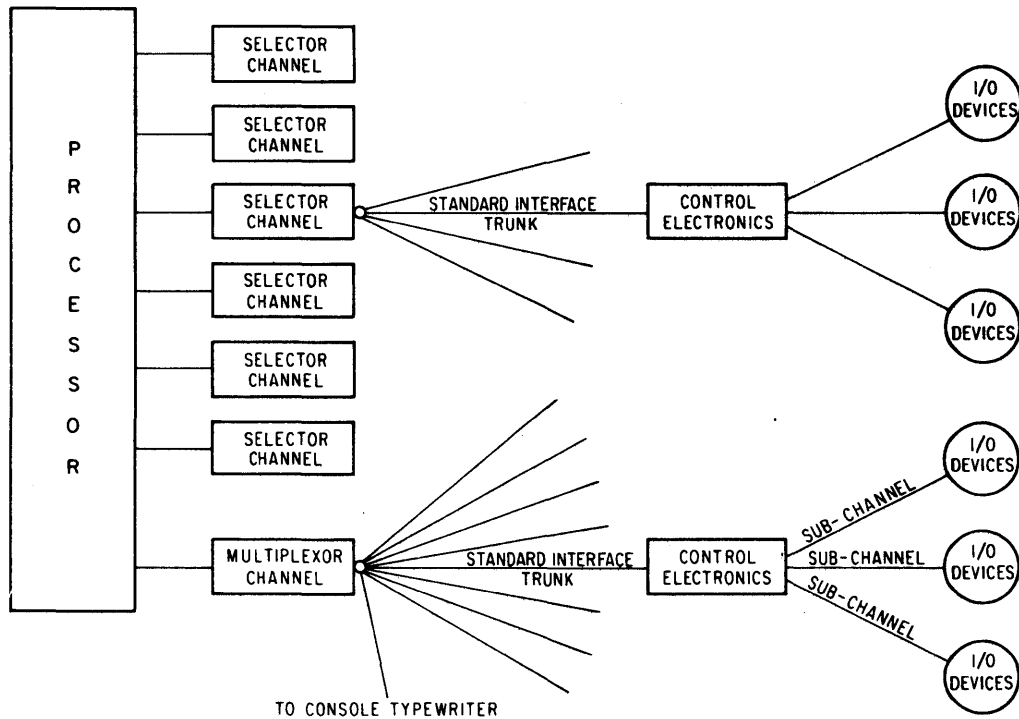 PROCESSOR
SELECTOR
CHANNEL
SELECTOR
CHANNEL
SELECTOR
CHANNEL
SELECTOR
CHANNEL
SELECTOR
CHANNEL
SELECTOR
CHANNEL
MULTIPLEXOR
CHANNEL
STANDARD INTERFACE
TRUNK
CONTROL
ELECTRONICS
I/O
DEVICES
I/O
DEVICES
I/O
DEVICES
STANDARD INTERFACE
TRUNK
CONTROL
ELECTRONICS
SUB-CHANNEL
SUB-CHANNEL
SUB-CHANNEL
I/O
DEVICES
I/O
DEVICES
I/O
DEVICES
TO CONSOLE TYPEWRITER